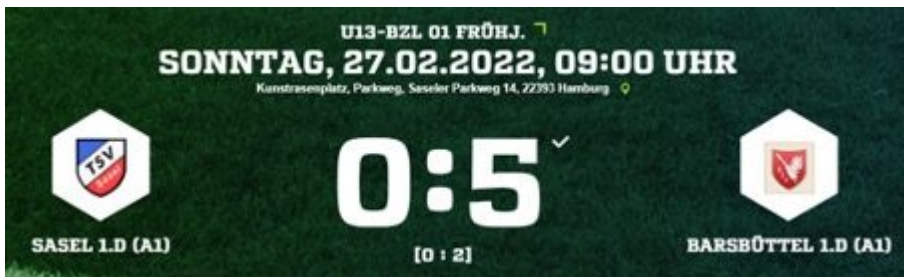 U13-BZL 01 FRÜHJ.
SONNTAG, 27.02.2022, 09:00 UHR
Kunstrasenplatz, Parkweg, Saseler Parkweg 14, 22393 Hamburg
TSV
Sasel
0:5
SASEL 1.D (A1)
[0 : 2]
BARSBÜTTEL 1.D (A1)